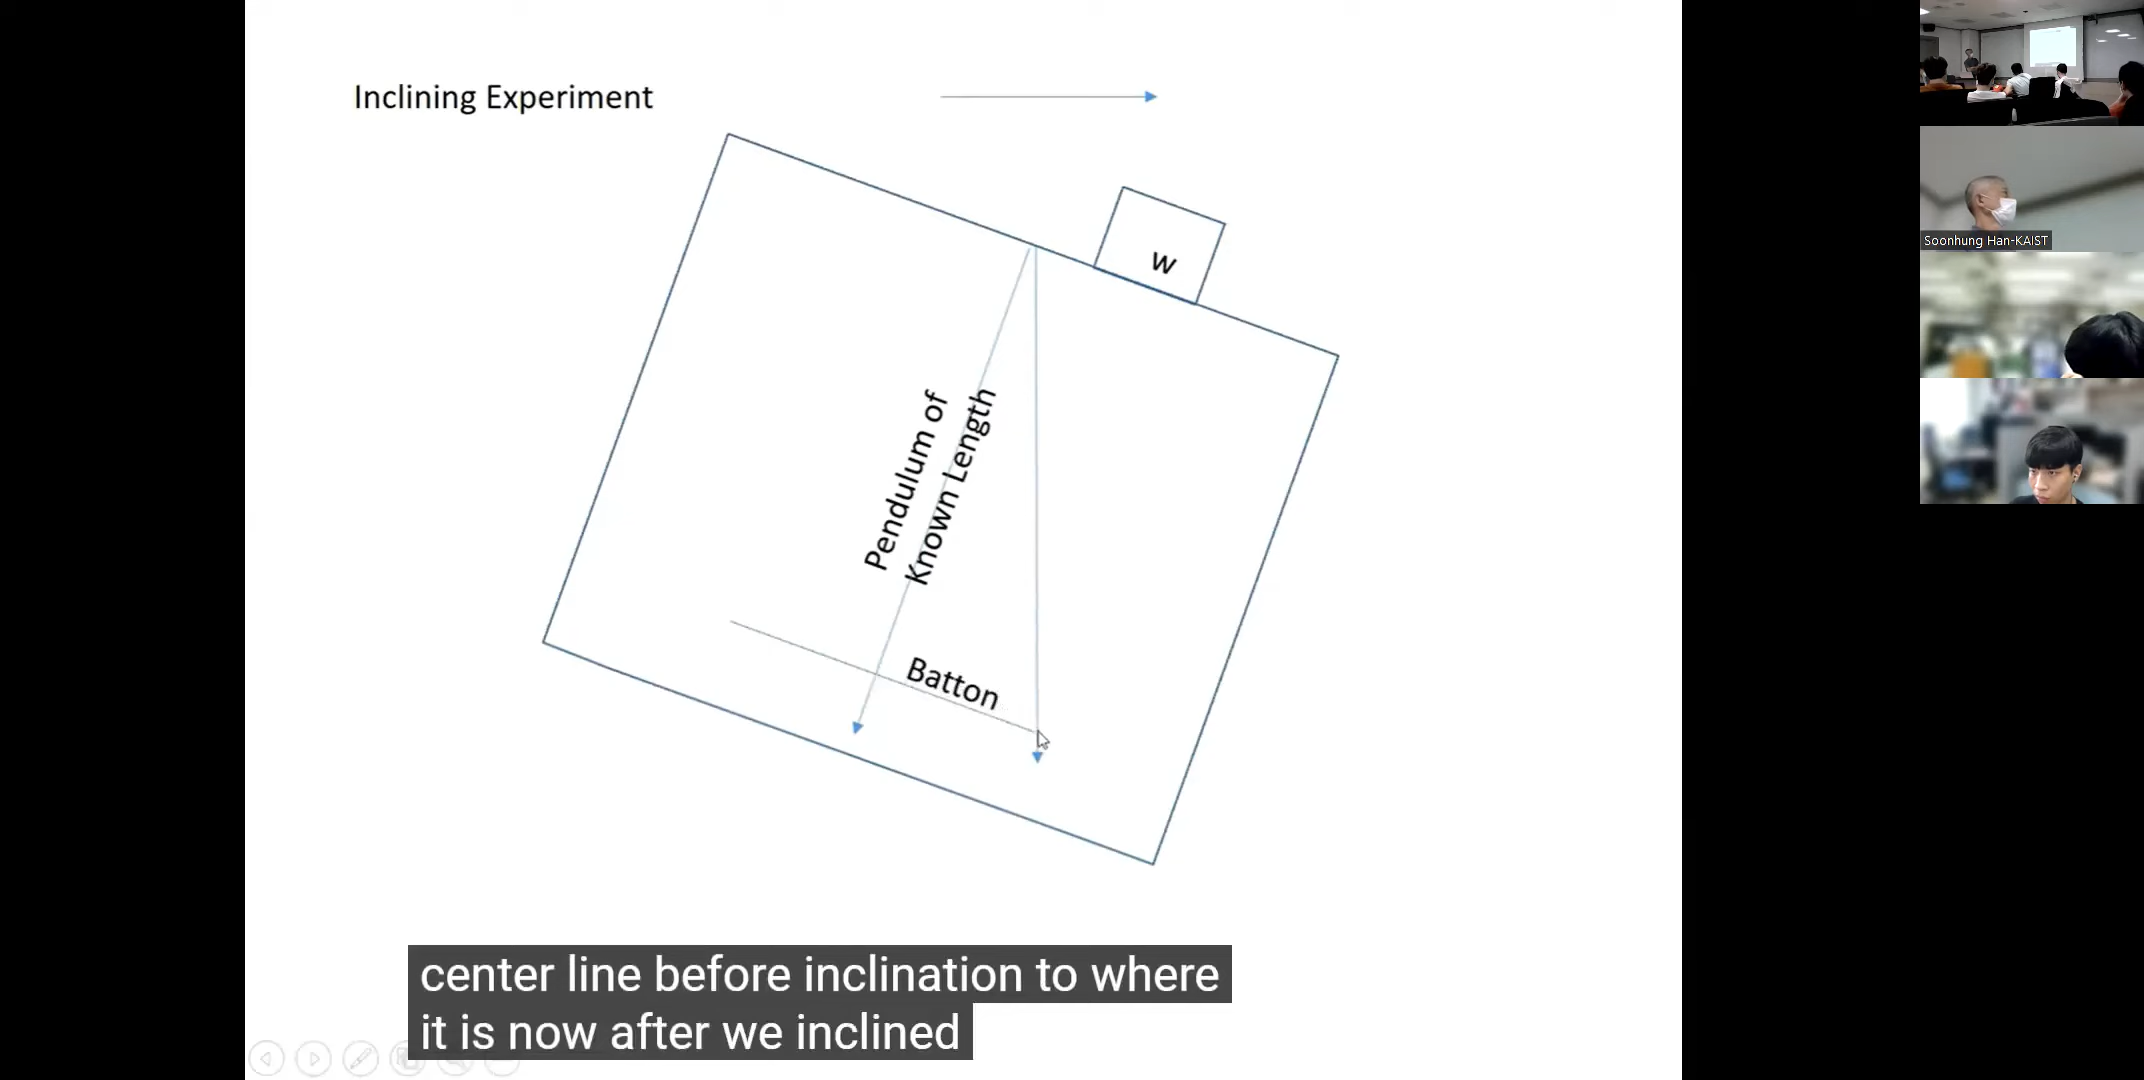 Inclining Experiment
w
Pendulum of
Known Length
Batton
center line before inclination to where
it is now after we inclined
Soonhung Han-KAIST